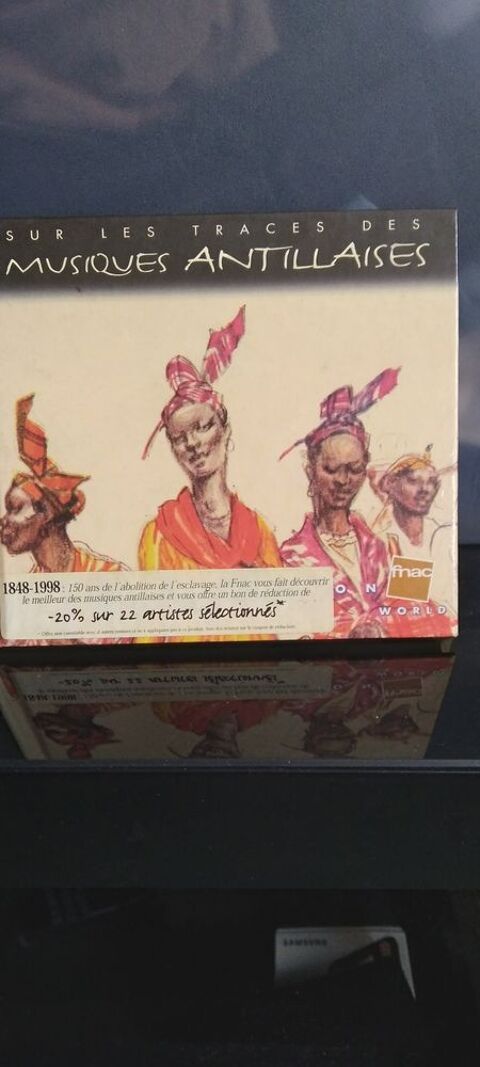 SUR LES TRACES DES
MUSIQUES ANTILLAISES
1848-1998 : 150 ans de l'abolition de l'esclavage, la Fnac vous fait découvrir
le meilleur des musiques antillaises et vous offre un bon de réduction de
-20% sur 22 artistes sélectionnés*
ON
fnac
WORLD
SAMSUNG